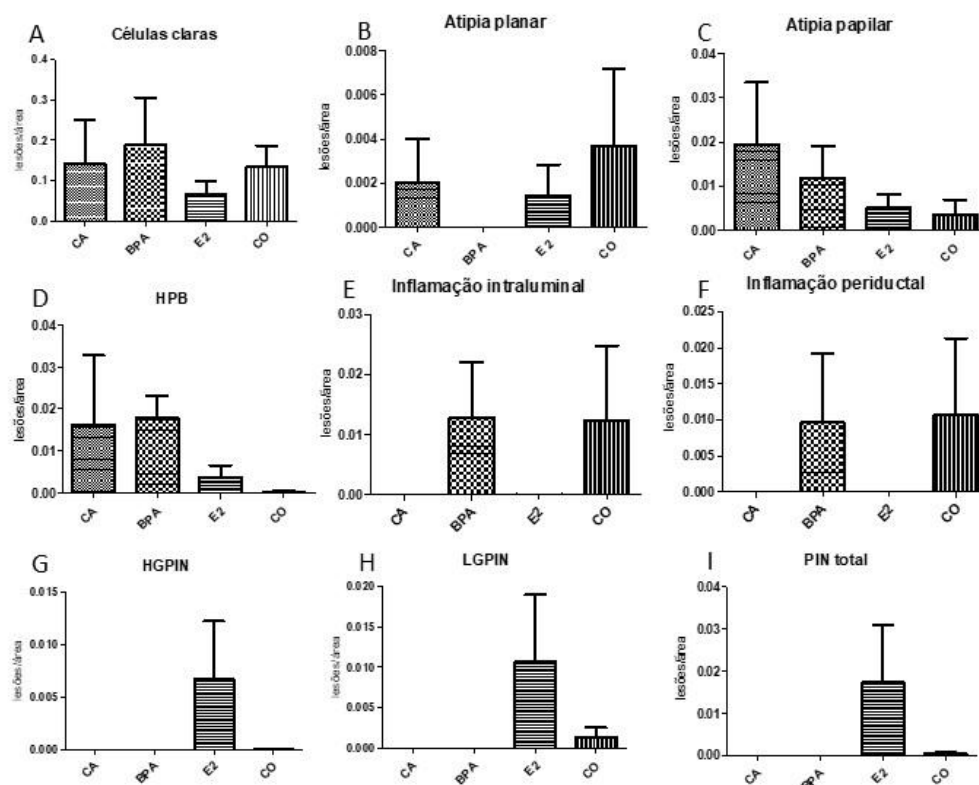 A
Células claras
lesões/área
0.4
0.3
0.2
0.1
0.0
CA
BPA
E2
CO
B
Atipia planar
lesões/área
0.008
0.006
0.004
0.002
0.000
CA
BPA
E2
CO
C
Atipia papilar
lesões/área
0.04
0.03
0.02
0.01
0.00
CA
BPA
E2
CO
D
HPB
lesões/área
0.04
0.03
0.02
0.01
0.00
CA
BPA
E2
CO
E
Inflamação intraluminal
lesões/área
0.03
0.02
0.01
0.00
CA
BPA
E2
CO
F
Inflamação periductal
lesões/área
0.025
0.020
0.015
0.010
0.005
0.000
CA
BPA
E2
CO
G
HGPIN
lesões/área
0.015
0.010
0.005
0.000
CA
BPA
E2
CO
H
LGPIN
lesões/área
0.020
0.015
0.010
0.005
0.000
CA
BPA
E2
CO
I
PIN total
lesões/área
0.04
0.03
0.02
0.01
0.00
CA
BPA
E2
CO